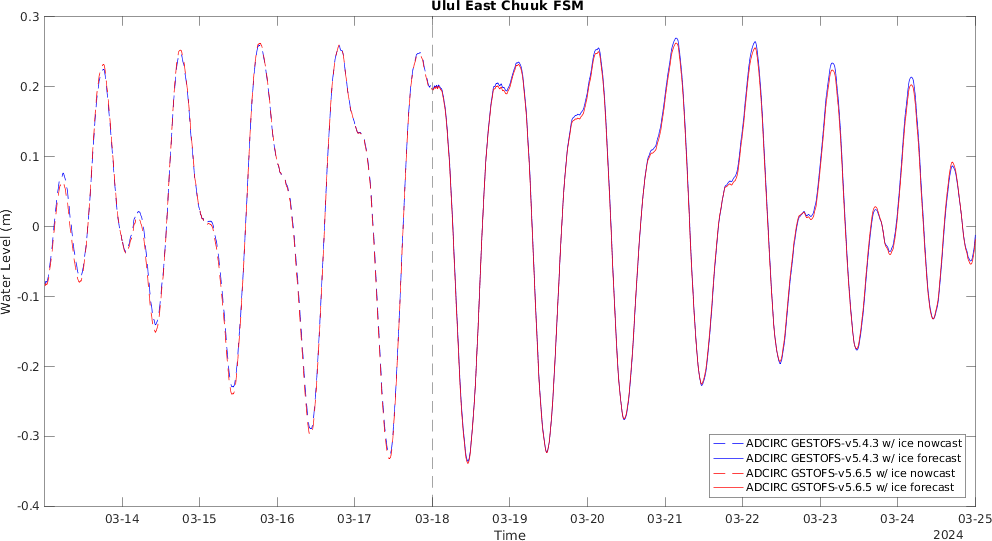 Ulul East Chuuk FSM
0.3
0.2
0.1
0
-0.1
-0.2
-0.3
-0.4
Water Level (m)
ADCIRC GESTOFS-v5.4.3 w/ ice nowcast
ADCIRC GESTOFS-v5.4.3 w/ ice forecast
ADCIRC GSTOFS-v5.6.5 w/ ice nowcast
ADCIRC GSTOFS-v5.6.5 w/ ice forecast
03-14 03-15 03-16 03-17 03-18 03-19 03-20 03-21 03-22 03-23 03-24 03-25
Time
2024